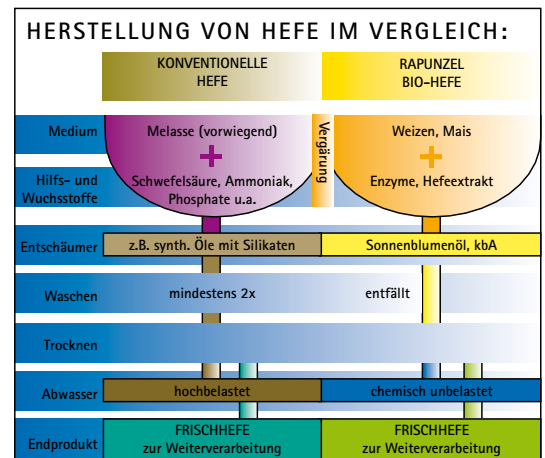 HERSTELLUNG VON HEFE IM VERGLEICH:
KONVENTIONELLE
HEFE
RAPUNZEL
BIO-HEFE
Medium
Melasse (vorwiegend)
Vergärung
Weizen, Mais
+
+
Hilfs- und
Wuchsstoffe
Schwefelsäure, Ammoniak,
Phosphate u.a.
Enzyme, Hefeextrakt
Entschäumer
z.B. synth. Öle mit Silikaten
Sonnenblumenöl, kbA
Waschen
mindestens 2x
entfällt
Trocknen
Abwasser
hochbelastet
chemisch unbelastet
Endprodukt
FRISCHHEFE
zur Weiterverarbeitung
FRISCHHEFE
zur Weiterverarbeitung